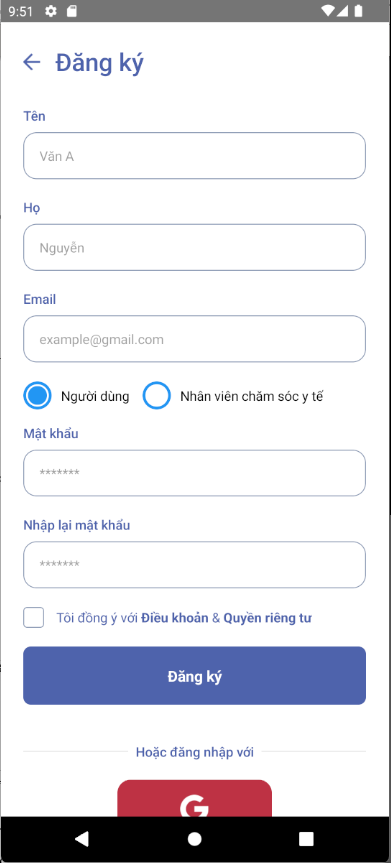 9:51
Đăng ký
Tên
Văn A
Họ
Nguyễn
Email
example@gmail.com
Người dùng Nhân viên chăm sóc y tế
Mật khẩu
*******
Nhập lại mật khẩu
*******
Tôi đồng ý với Điều khoản & Quyền riêng tư
Đăng ký
Hoặc đăng nhập với
G